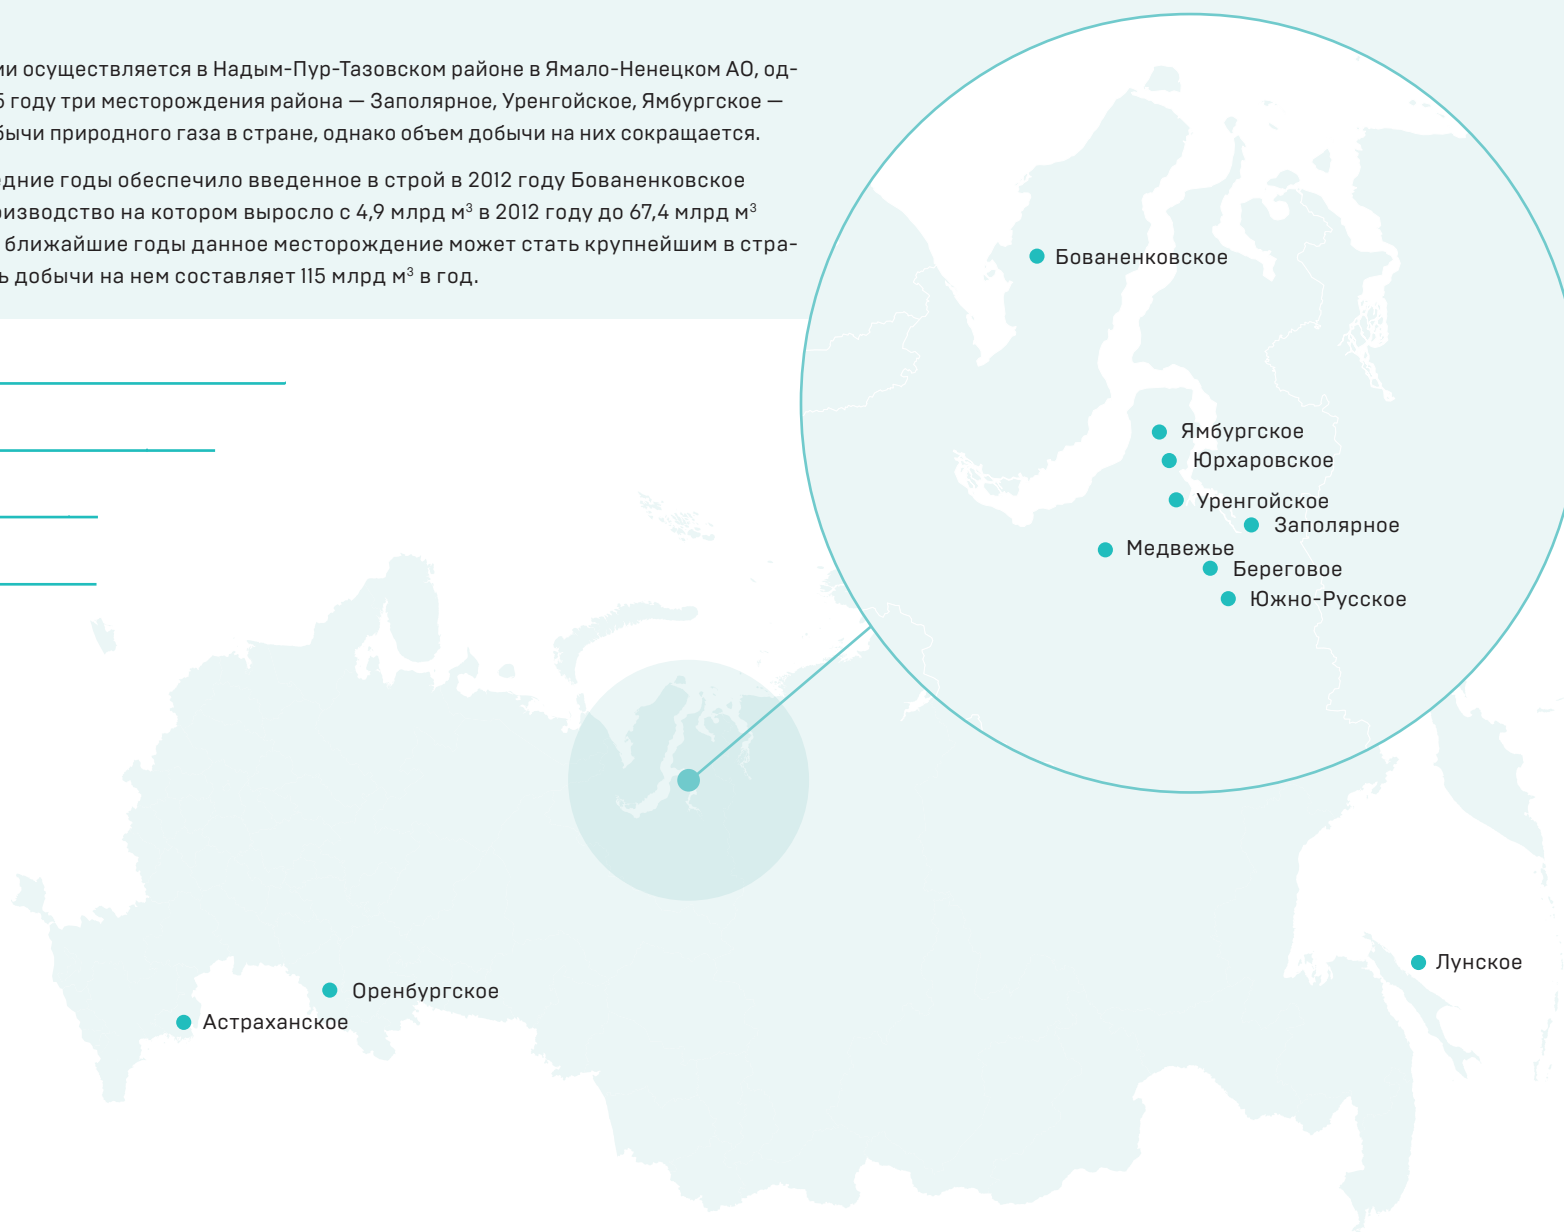 ми осуществляется в Надым-Пур-Тазовском районе в Ямало-Ненецком АО, од-
5 году три месторождения района — Заполярное, Уренгойское, Ямбургское —
бычи природного газа в стране, однако объем добычи на них сокращается.
едние годы обеспечило введенное в строй в 2012 году Бованенковское
оизводство на котором выросло с 4,9 млрд м³ в 2012 году до 67,4 млрд м³
ближайшие годы данное месторождение может стать крупнейшим в стра-
ь добычи на нем составляет 115 млрд м³ в год.
Бованенковское
Ямбургское
Юрхаровское
Уренгойское
Заполярное
Медвежье
Береговое
Южно-Русское
Лунское
Оренбургское
Астраханское